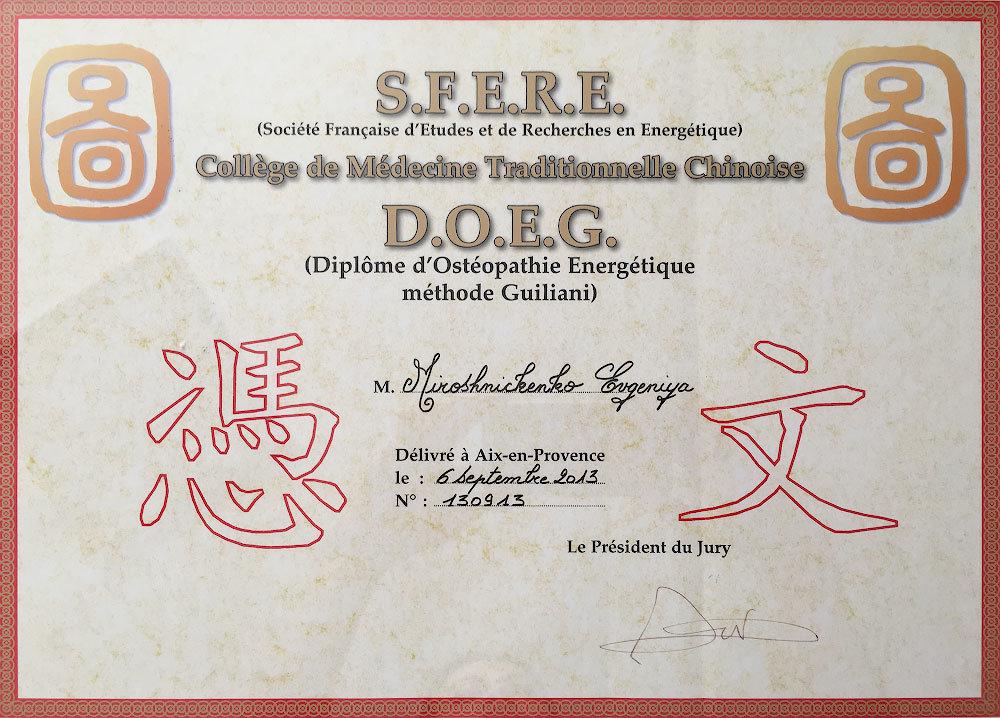 S.F.E.R.E.
(Société Française d'Etudes et de Recherches en Energétique)
Collège de Médecine Traditionnelle Chinoise
D.O.E.G.
(Diplôme d'Ostéopathie Energétique
méthode Guiliani)
憑 文
M. Miroshnickenko Evgeniya
Délivré à Aix-en-Provence
le : 6 Septembre 2013
N° : 130913
Le Président du Jury